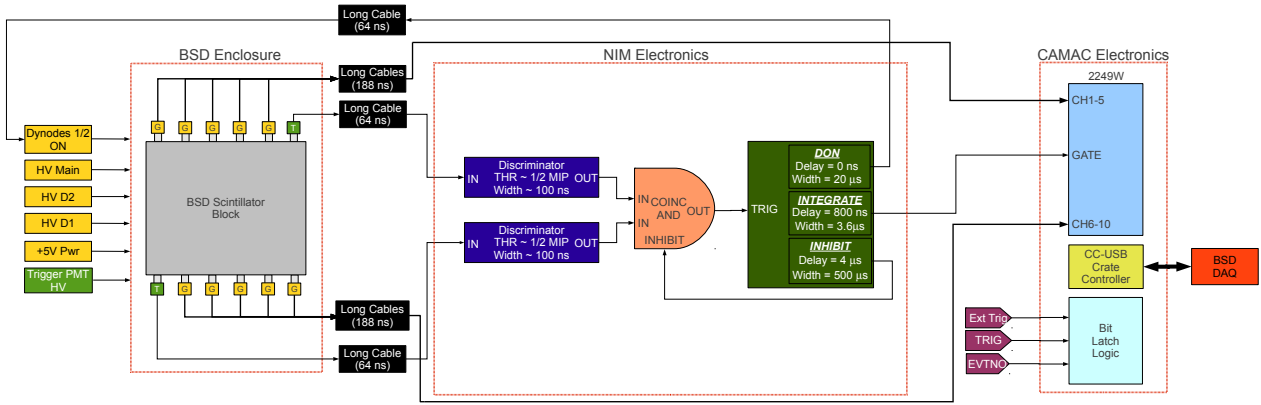 Long Cable
(64 ns)
BSD Enclosure
NIM Electronics
CAMAC Electronics
Long Cables
(188 ns)
2249W
CH1-5
GATE
CH6-10
Long Cable
(64 ns)
G
G
G
G
G
T
Dynodes 1/2
ON
HV Main
HV D2
HV D1
+5V Pwr
Trigger PMT
HV
BSD Scintillator
Block
T
G
G
G
G
G
Discriminator
THR ~ 1/2 MIP
Width ~ 100 ns
IN
OUT
Discriminator
THR ~ 1/2 MIP
Width ~ 100 ns
IN
OUT
IN
IN
COINC
AND
OUT
INHIBIT
TRIG
DON
Delay = 0 ns
Width = 20 μs
INTEGRATE
Delay = 800 ns
Width = 3.6μs
INHIBIT
Delay = 4 μs
Width = 500 μs
CC-USB
Crate
Controller
BSD
DAQ
Long Cables
(188 ns)
Long Cable
(64 ns)
Ext Trig
TRIG
EVTNO
Bit
Latch
Logic